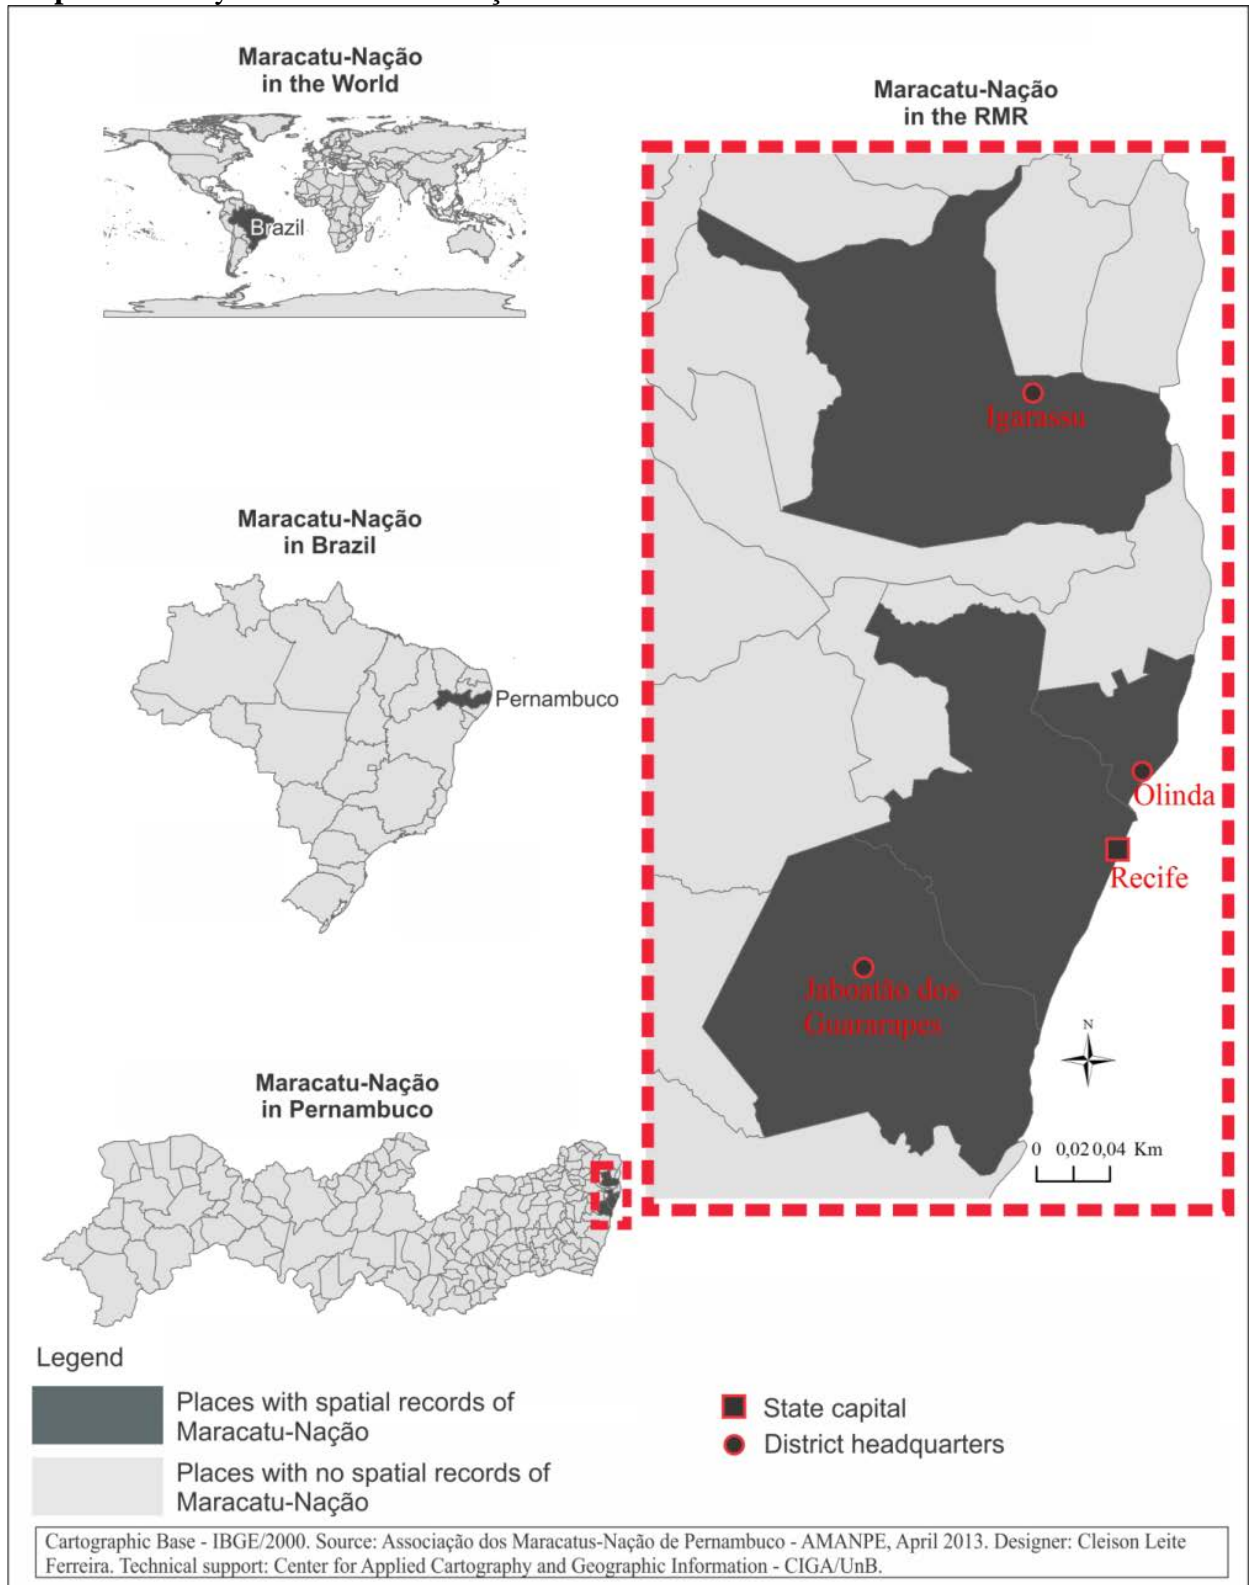 Maracatu-Nação
in the World
Brazil
Maracatu-Nação
in Brazil
Pernambuco
Maracatu-Nação
in Pernambuco
Maracatu-Nação
in the RMR
Igarassu
Olinda
Recife
Jaboatão dos
Guararapes
N
0 0,02 0,04 Km
Legend
Places with spatial records of
Maracatu-Nação
Places with no spatial records of
Maracatu-Nação
State capital
District headquarters
Cartographic Base - IBGE/2000. Source: Associação dos Maracatus-Nação de Pernambuco - AMANPE, April 2013. Designer: Cleison Leite
Ferreira. Technical support: Center for Applied Cartography and Geographic Information - CIGA/UnB.